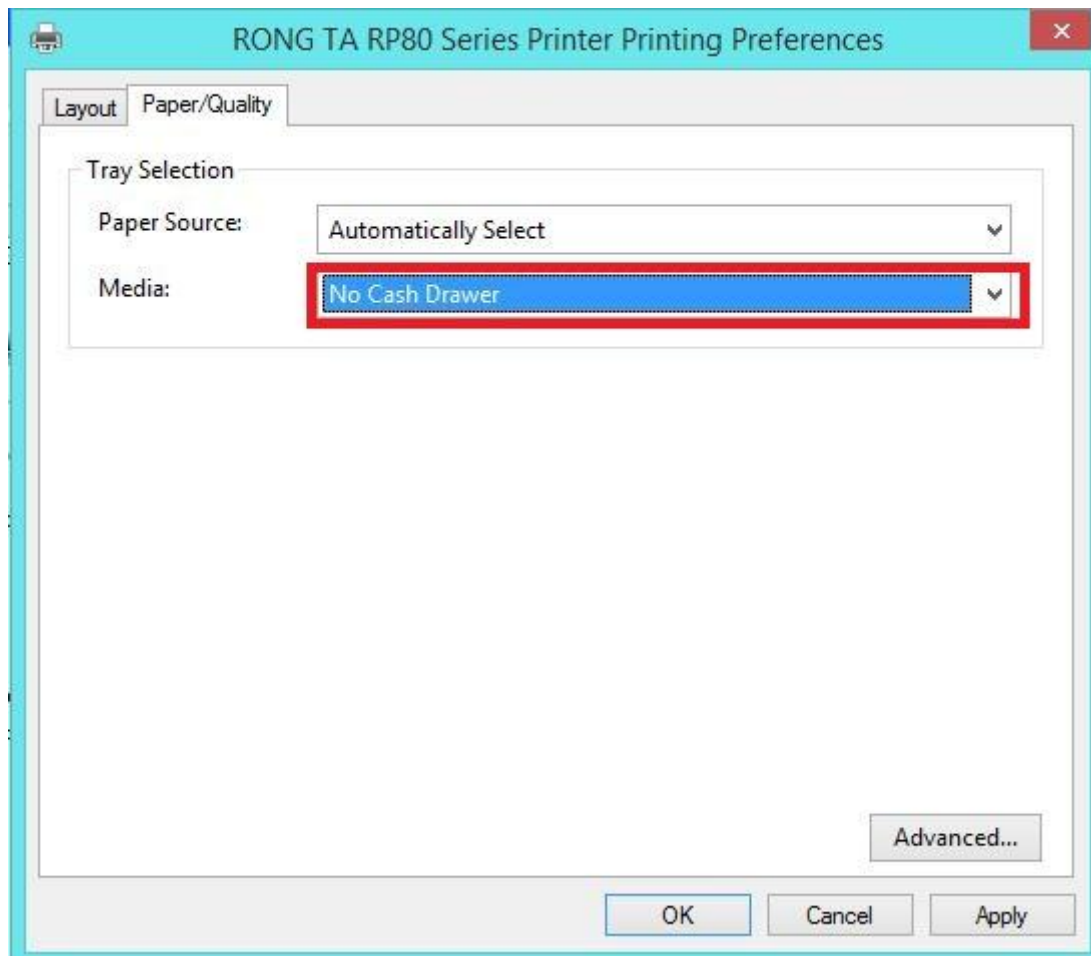 RONG TA RP80 Series Printer Printing Preferences
Layout Paper/Quality
Tray Selection
Paper Source: Automatically Select
Media: No Cash Drawer
Advanced...
OK Cancel Apply